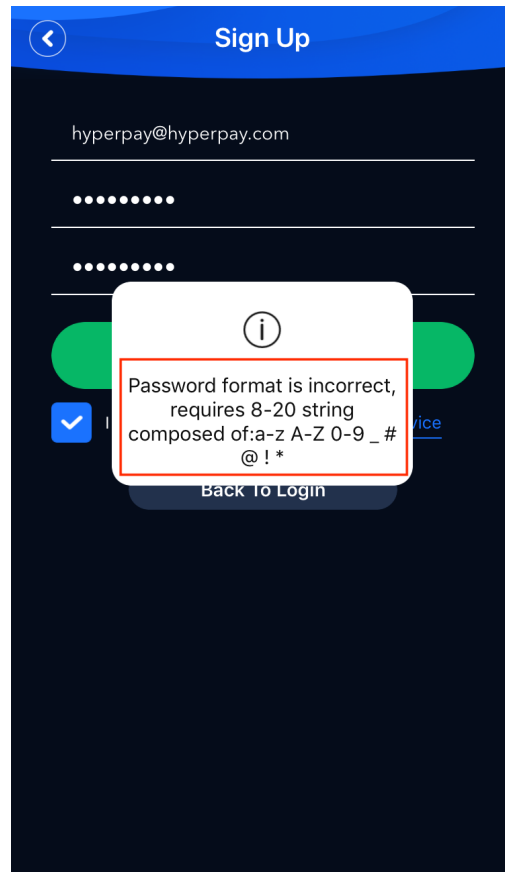 Sign Up
hyperpay@hyperpay.com
•••••••••
•••••••••
Password format is incorrect,
requires 8-20 string
composed of:a-z A-Z 0-9 _ #
@ ! *
I
vice
Back To Login